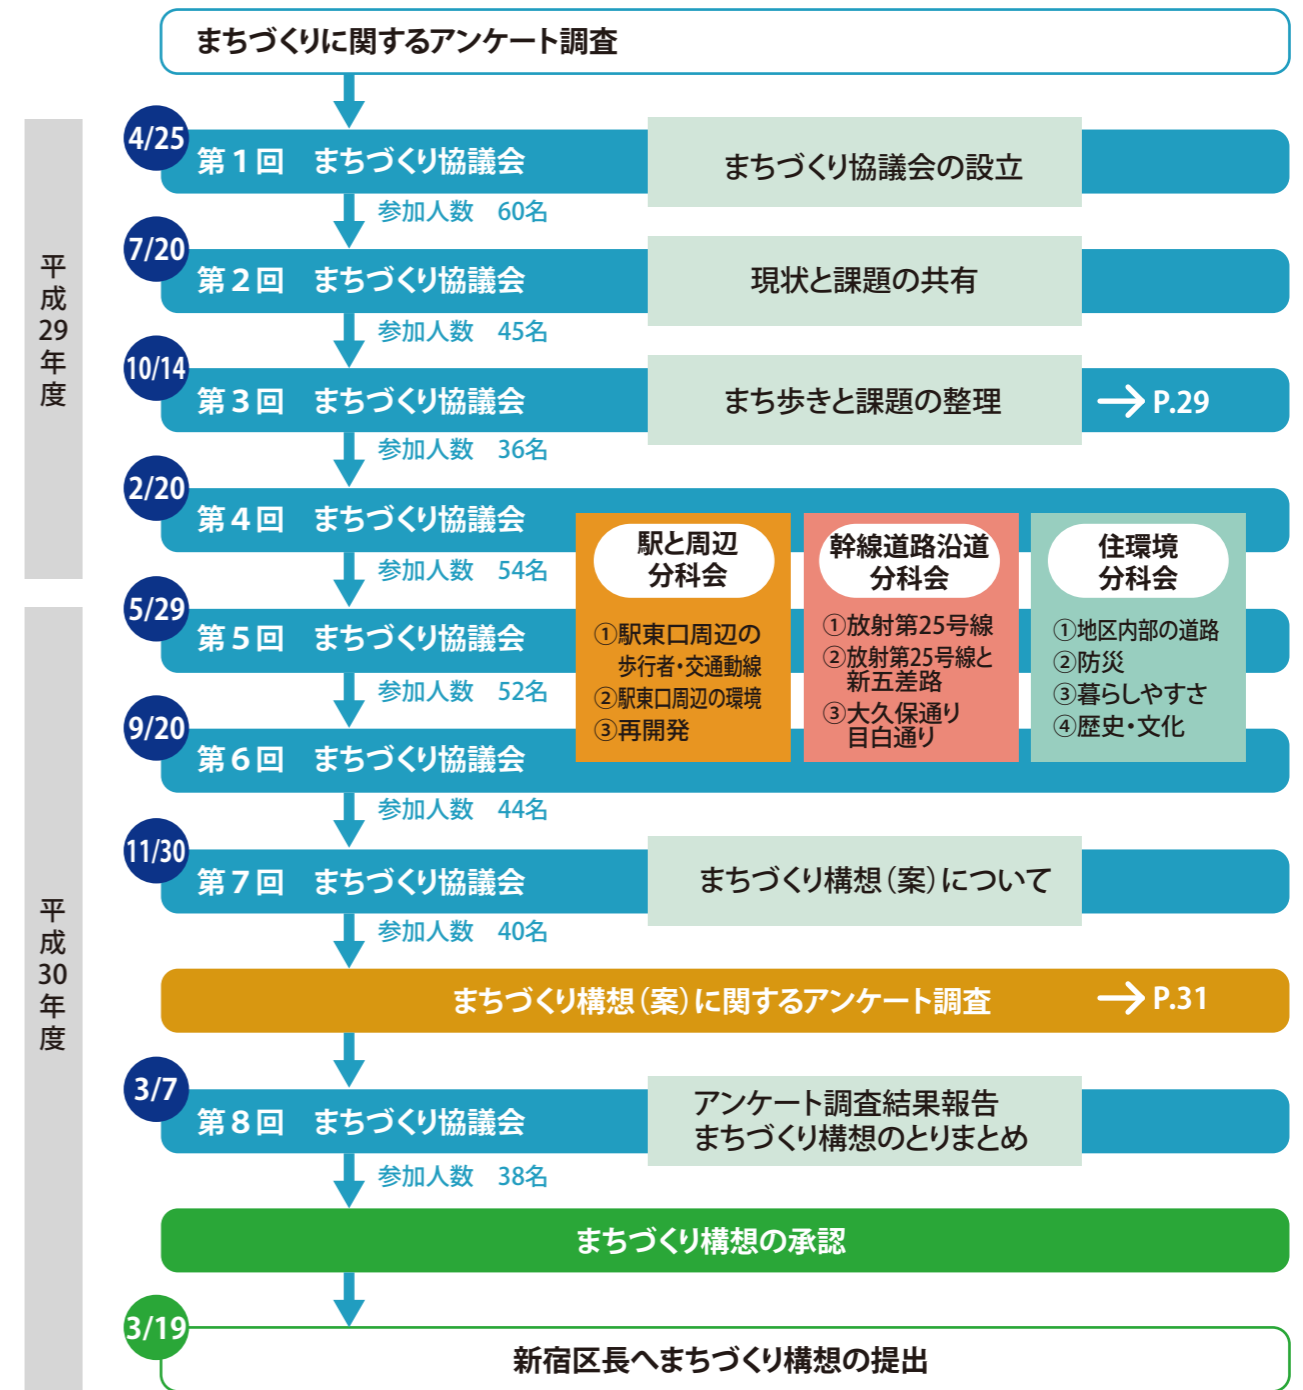 まちづくりに関するアンケート調査
平成29年度
4/25
第1回 まちづくり協議会
まちづくり協議会の設立
参加人数 60名
7/20
第2回 まちづくり協議会
現状と課題の共有
参加人数 45名
10/14
第3回 まちづくり協議会
まち歩きと課題の整理
→ P.29
参加人数 36名
2/20
第4回 まちづくり協議会
参加人数 54名
平成30年度
5/29
第5回 まちづくり協議会
参加人数 52名
9/20
第6回 まちづくり協議会
参加人数 44名
駅と周辺
分科会
①駅東口周辺の
歩行者・交通動線
②駅東口周辺の環境
③再開発
幹線道路沿道
分科会
①放射第25号線
②放射第25号線と
新五差路
③大久保通り
目白通り
住環境
分科会
①地区内部の道路
②防災
③暮らしやすさ
④歴史・文化
11/30
第7回 まちづくり協議会
まちづくり構想(案)について
参加人数 40名
まちづくり構想(案)に関するアンケート調査
→ P.31
3/7
第8回 まちづくり協議会
アンケート調査結果報告
まちづくり構想のとりまとめ
参加人数 38名
まちづくり構想の承認
3/19
新宿区長へまちづくり構想の提出